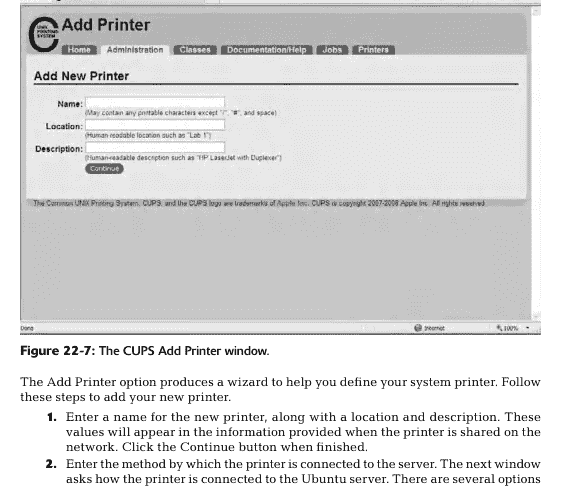 UNIX
PRINTING
SYSTEM
Add Printer
Home Administration Classes Documentation/Help Jobs Printers
Add New Printer
Name:
(May contain any printable characters except "/", "#", and space)
Location:
(Human-readable location such as "Lab 1")
Description:
(Human-readable description such as "HP LaserJet with Duplexer")
Continue
The Common UNIX Printing System, CUPS, and the CUPS logo are trademarks of Apple Inc. CUPS is copyright 2007-2008 Apple Inc. All rights reserved.
Done Internet 100%
Figure 22-7: The CUPS Add Printer window.
The Add Printer option produces a wizard to help you define your system printer. Follow
these steps to add your new printer.
1. Enter a name for the new printer, along with a location and description. These
values will appear in the information provided when the printer is shared on the
network. Click the Continue button when finished.
2. Enter the method by which the printer is connected to the server. The next window
asks how the printer is connected to the Ubuntu server. There are several options